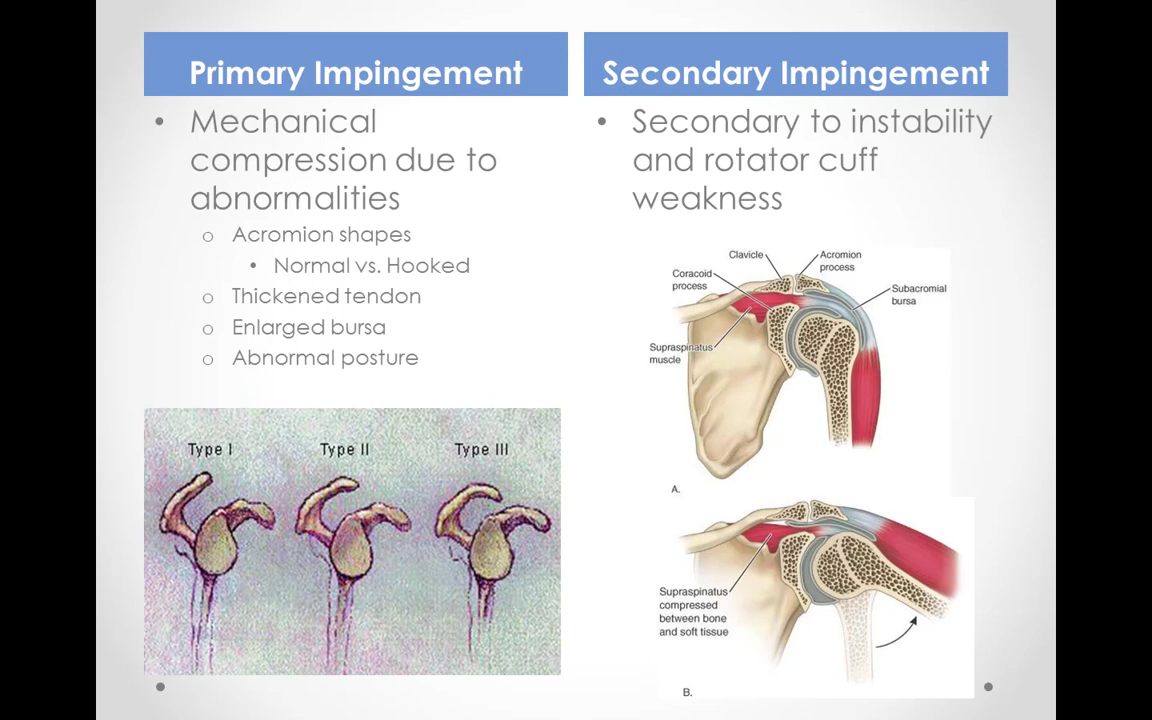 Primary Impingement
• Mechanical
compression due to
abnormalities
o Acromion shapes
• Normal vs. Hooked
o Thickened tendon
o Enlarged bursa
o Abnormal posture
Type I
Type II
Type III
Secondary Impingement
• Secondary to instability
and rotator cuff
weakness
Clavicle
Acromion
process
Coracoid
process
Subacromial
bursa
Supraspinatus
muscle
A.
Supraspinatus
compressed
between bone
and soft tissue
B.